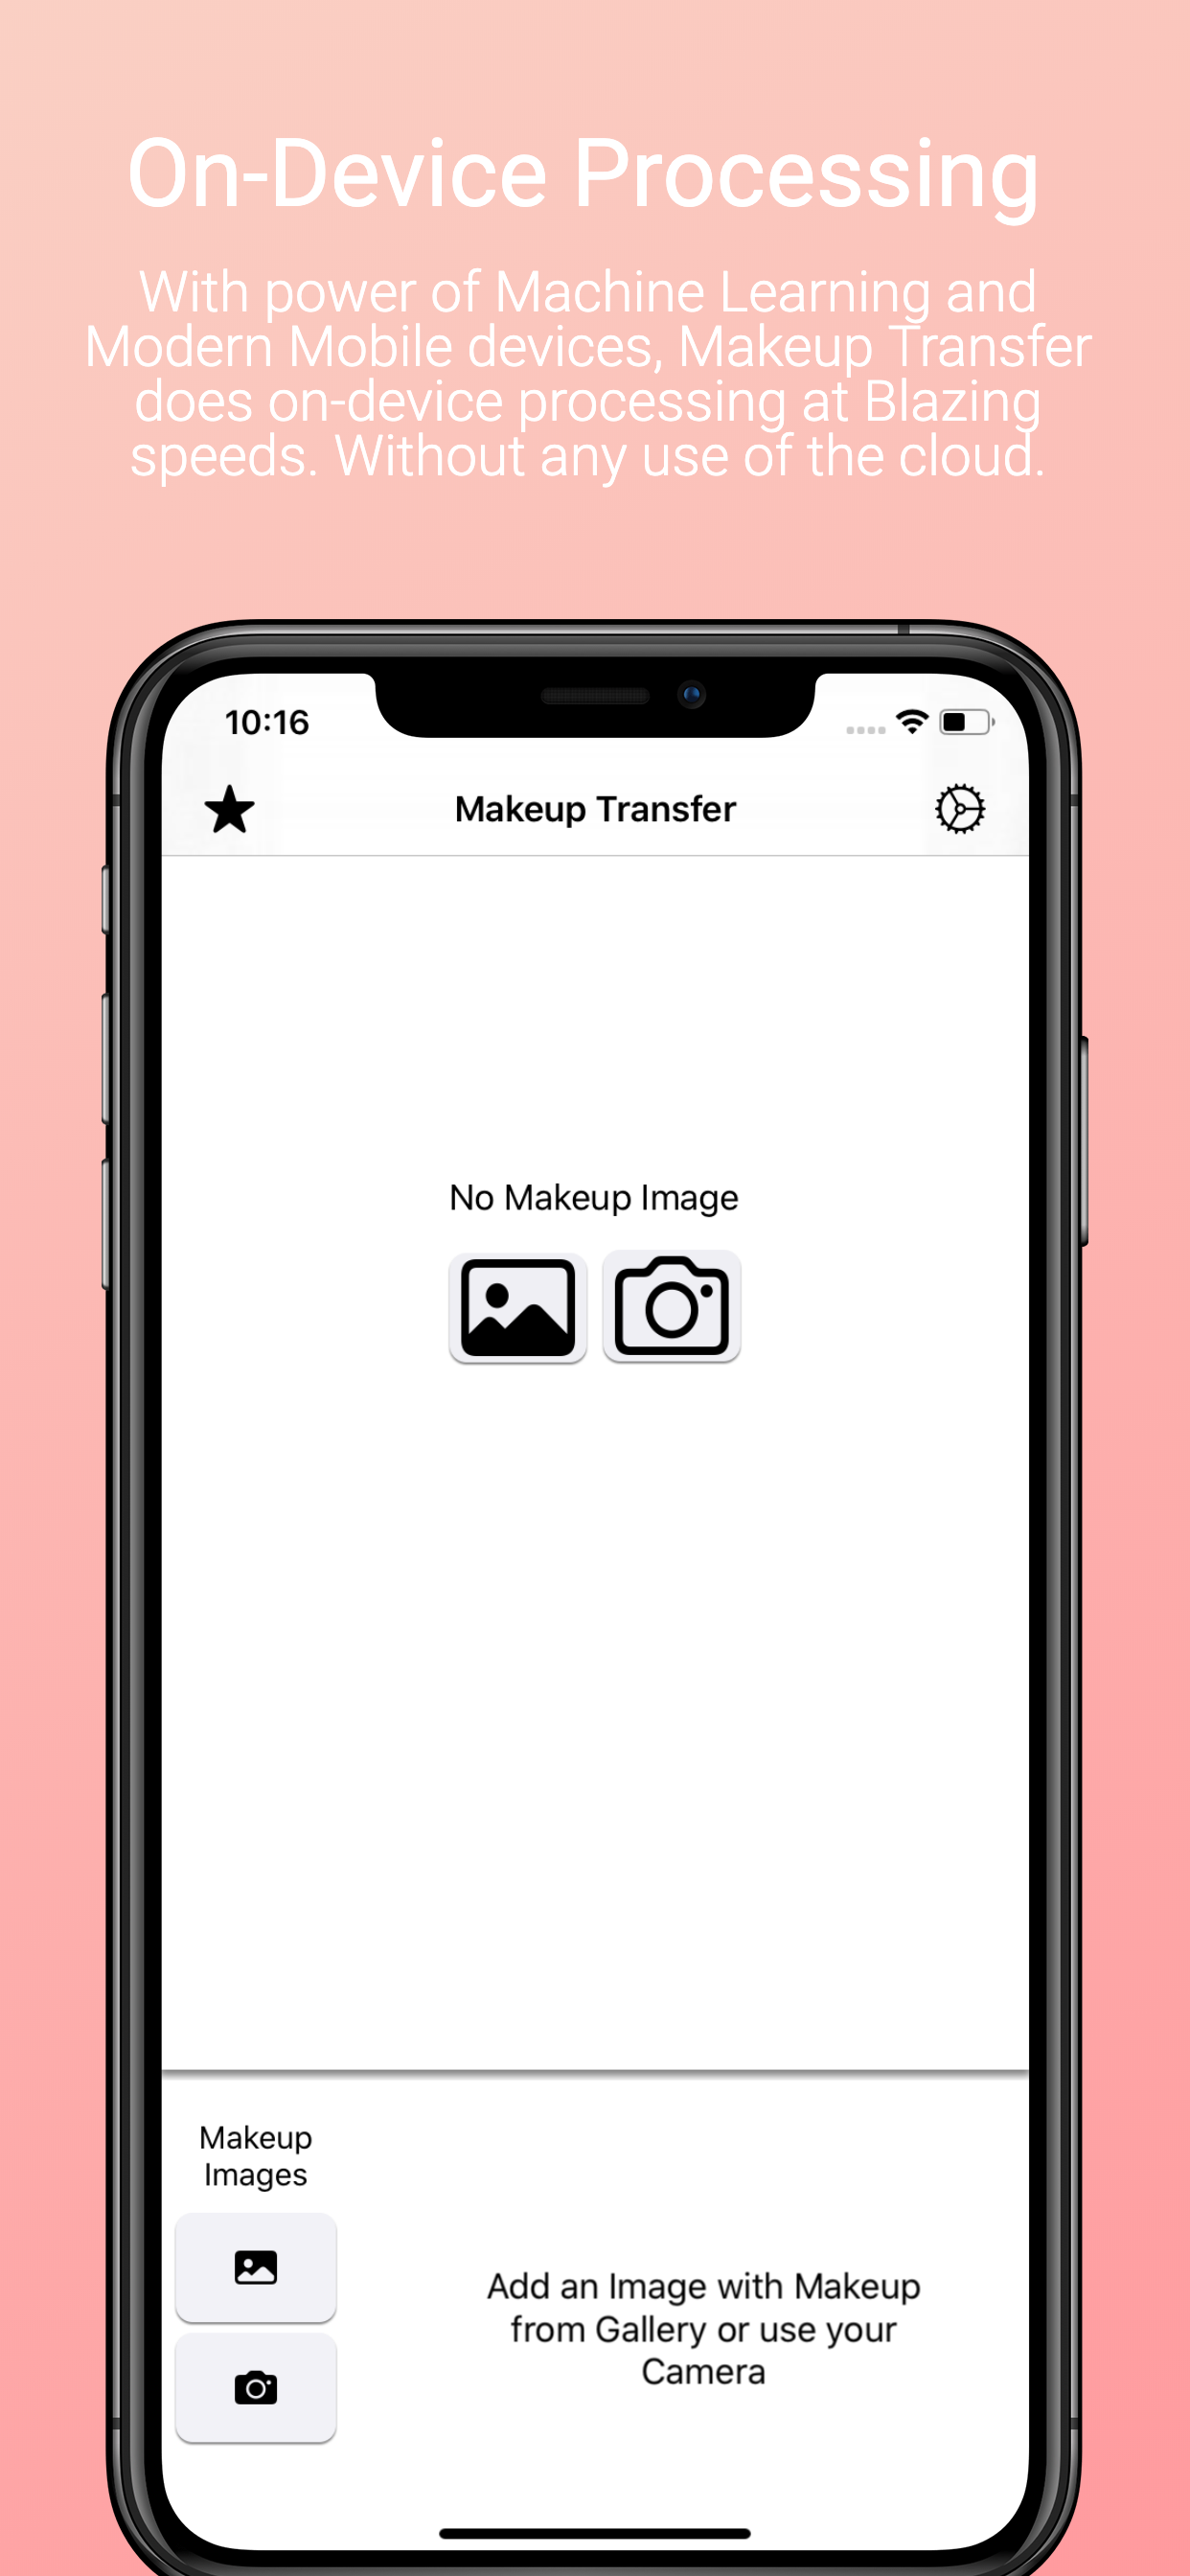 On-Device Processing
With power of Machine Learning and
Modern Mobile devices, Makeup Transfer
does on-device processing at Blazing
speeds. Without any use of the cloud.
10:16
Makeup Transfer
No Makeup Image
Makeup
Images
Add an Image with Makeup
from Gallery or use your
Camera